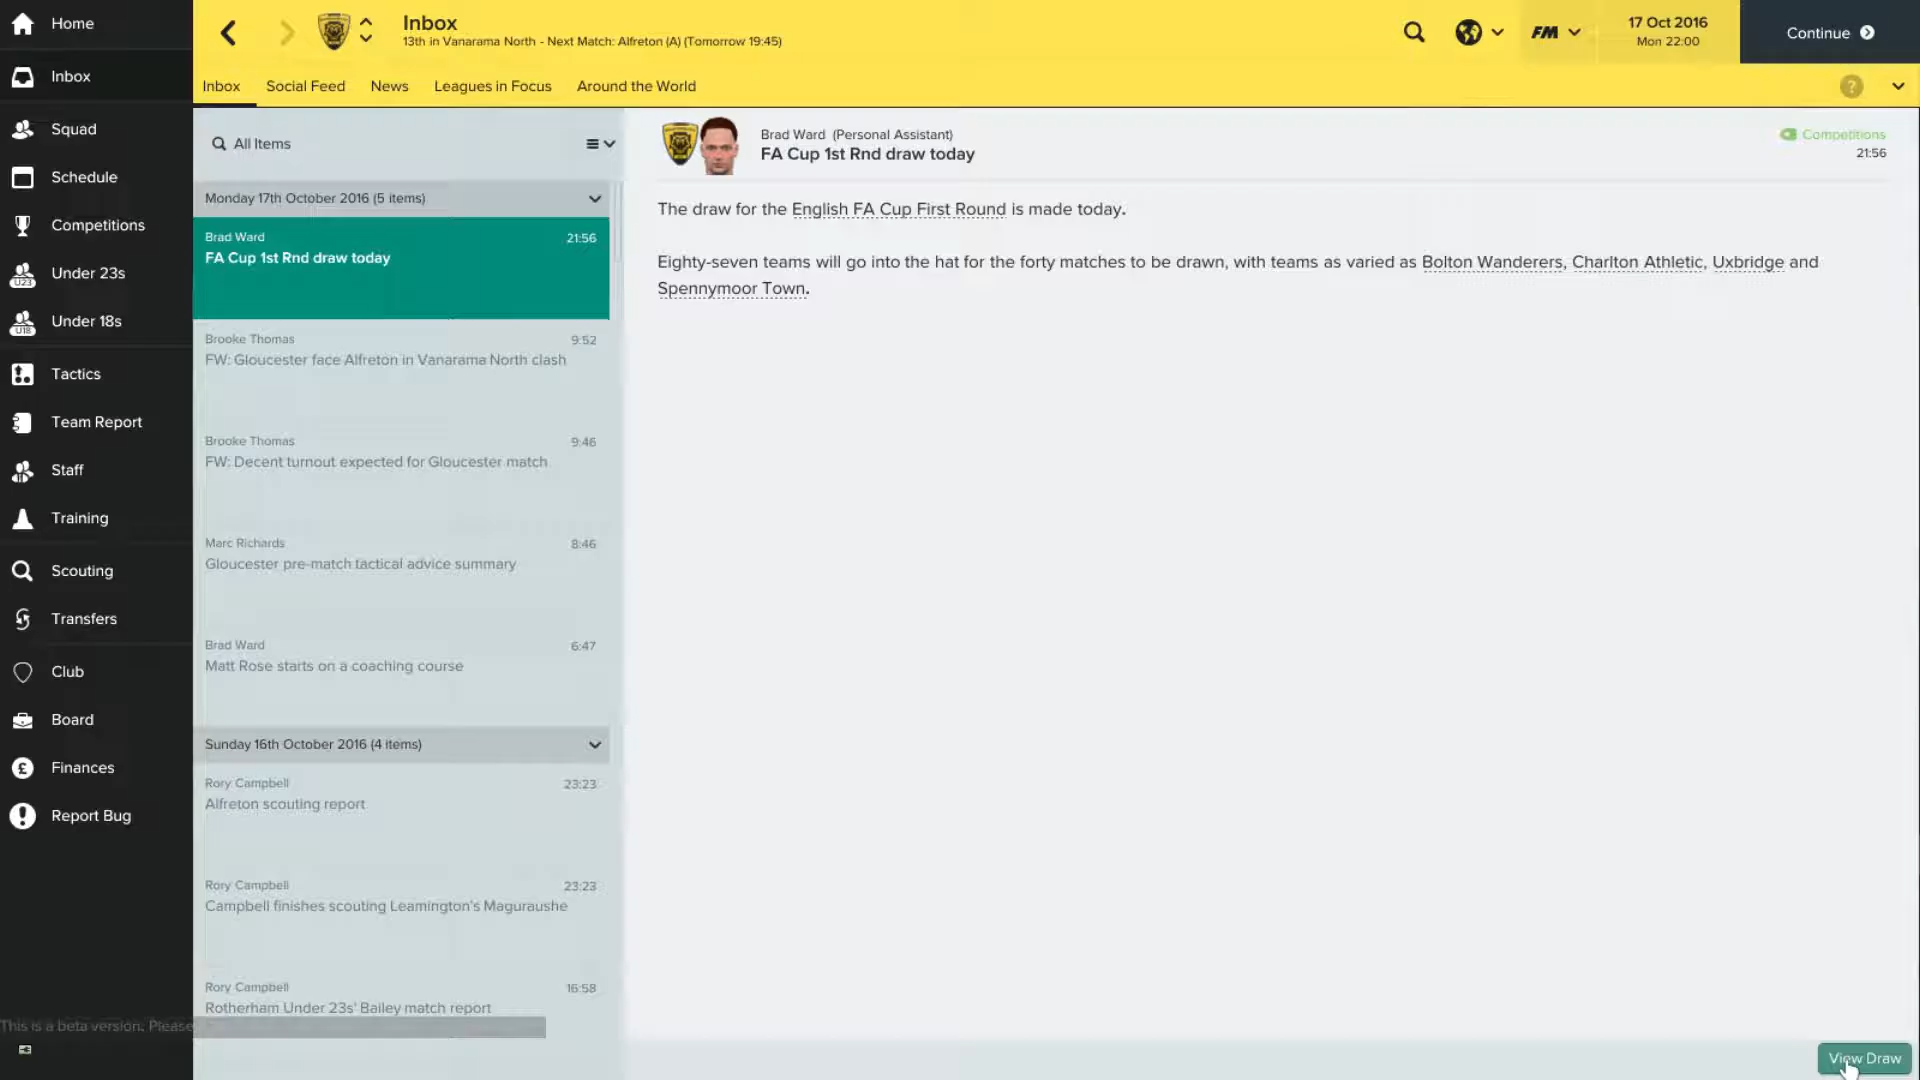 Home
Inbox
Squad
Schedule
Competitions
U23
Under 23s
U18
Under 18s
Tactics
Team Report
Staff
Training
Scouting
Transfers
Club
Board
£
Finances
Report Bug
This is a beta version. Please
Inbox
13th in Vanarama North - Next Match: Alfreton (A) (Tomorrow 19:45)
FM
17 Oct 2016
Mon 22:00
Continue
Inbox Social Feed News Leagues in Focus Around the World
?
All Items
Monday 17th October 2016 (5 items)
Brad Ward 21:56
FA Cup 1st Rnd draw today
Brooke Thomas 9:52
FW: Gloucester face Alfreton in Vanarama North clash
Brooke Thomas 9:46
FW: Decent turnout expected for Gloucester match
Marc Richards 8:46
Gloucester pre-match tactical advice summary
Brad Ward 6:47
Matt Rose starts on a coaching course
Sunday 16th October 2016 (4 items)
Rory Campbell 23:23
Alfreton scouting report
Rory Campbell 23:23
Campbell finishes scouting Leamington's Maguraushe
Rory Campbell 16:58
Rotherham Under 23s' Bailey match report
Brad Ward (Personal Assistant)
FA Cup 1st Rnd draw today
Competitions
21:56
The draw for the English FA Cup First Round is made today.
Eighty-seven teams will go into the hat for the forty matches to be drawn, with teams as varied as Bolton Wanderers, Charlton Athletic, Uxbridge and
Spennymoor Town.
View Draw